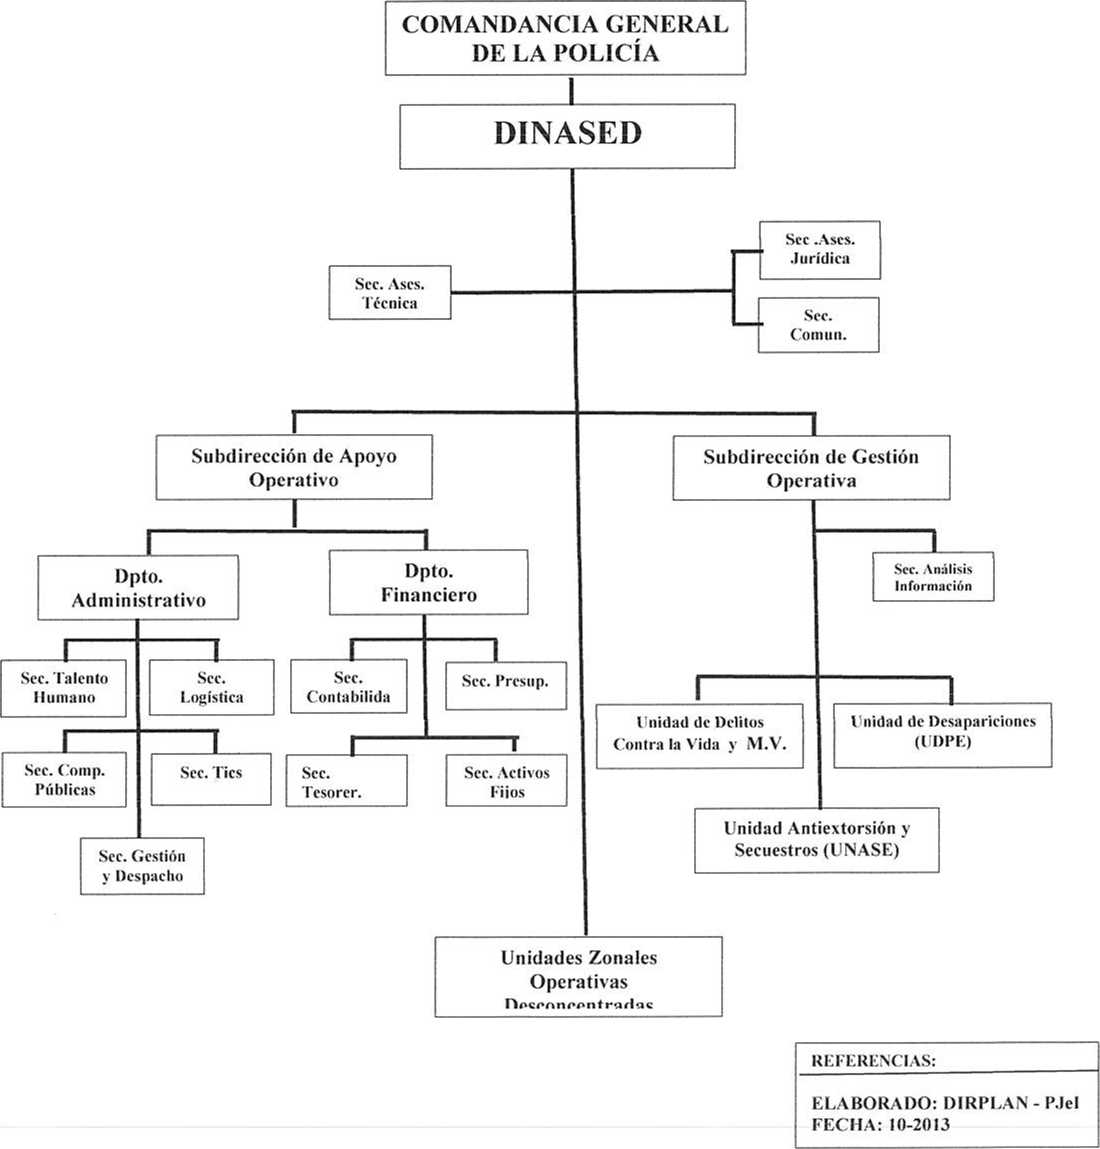 COMANDANCIA GENERAL
DE LA POLICÍA
DINASED
Sec .Ases.
Jurídica
Sec. Ases.
Técnica
Sec.
Comun.
Subdirección de Apoyo
Operativo
Subdirección de Gestión
Operativa
Dpto.
Administrativo
Dpto.
Financiero
Sec. Análisis
Información
Sec. Talento
Humano
Sec.
Logística
Sec.
Contabilida
Sec. Presup.
Unidad de Delitos
Contra la Vida y M.V.
Unidad de Desapariciones
(UDPE)
Sec. Comp.
Públicas
Sec. Tics
Sec.
Tesorer.
Sec. Activos
Fijos
Unidad Antiextorsión y
Secuestros (UNASE)
Sec. Gestión
y Despacho
Unidades Zonales
Operativas
Desconcentradas
REFERENCIAS:
ELABORADO: DIRPLAN - PJeI
FECHA: 10-2013